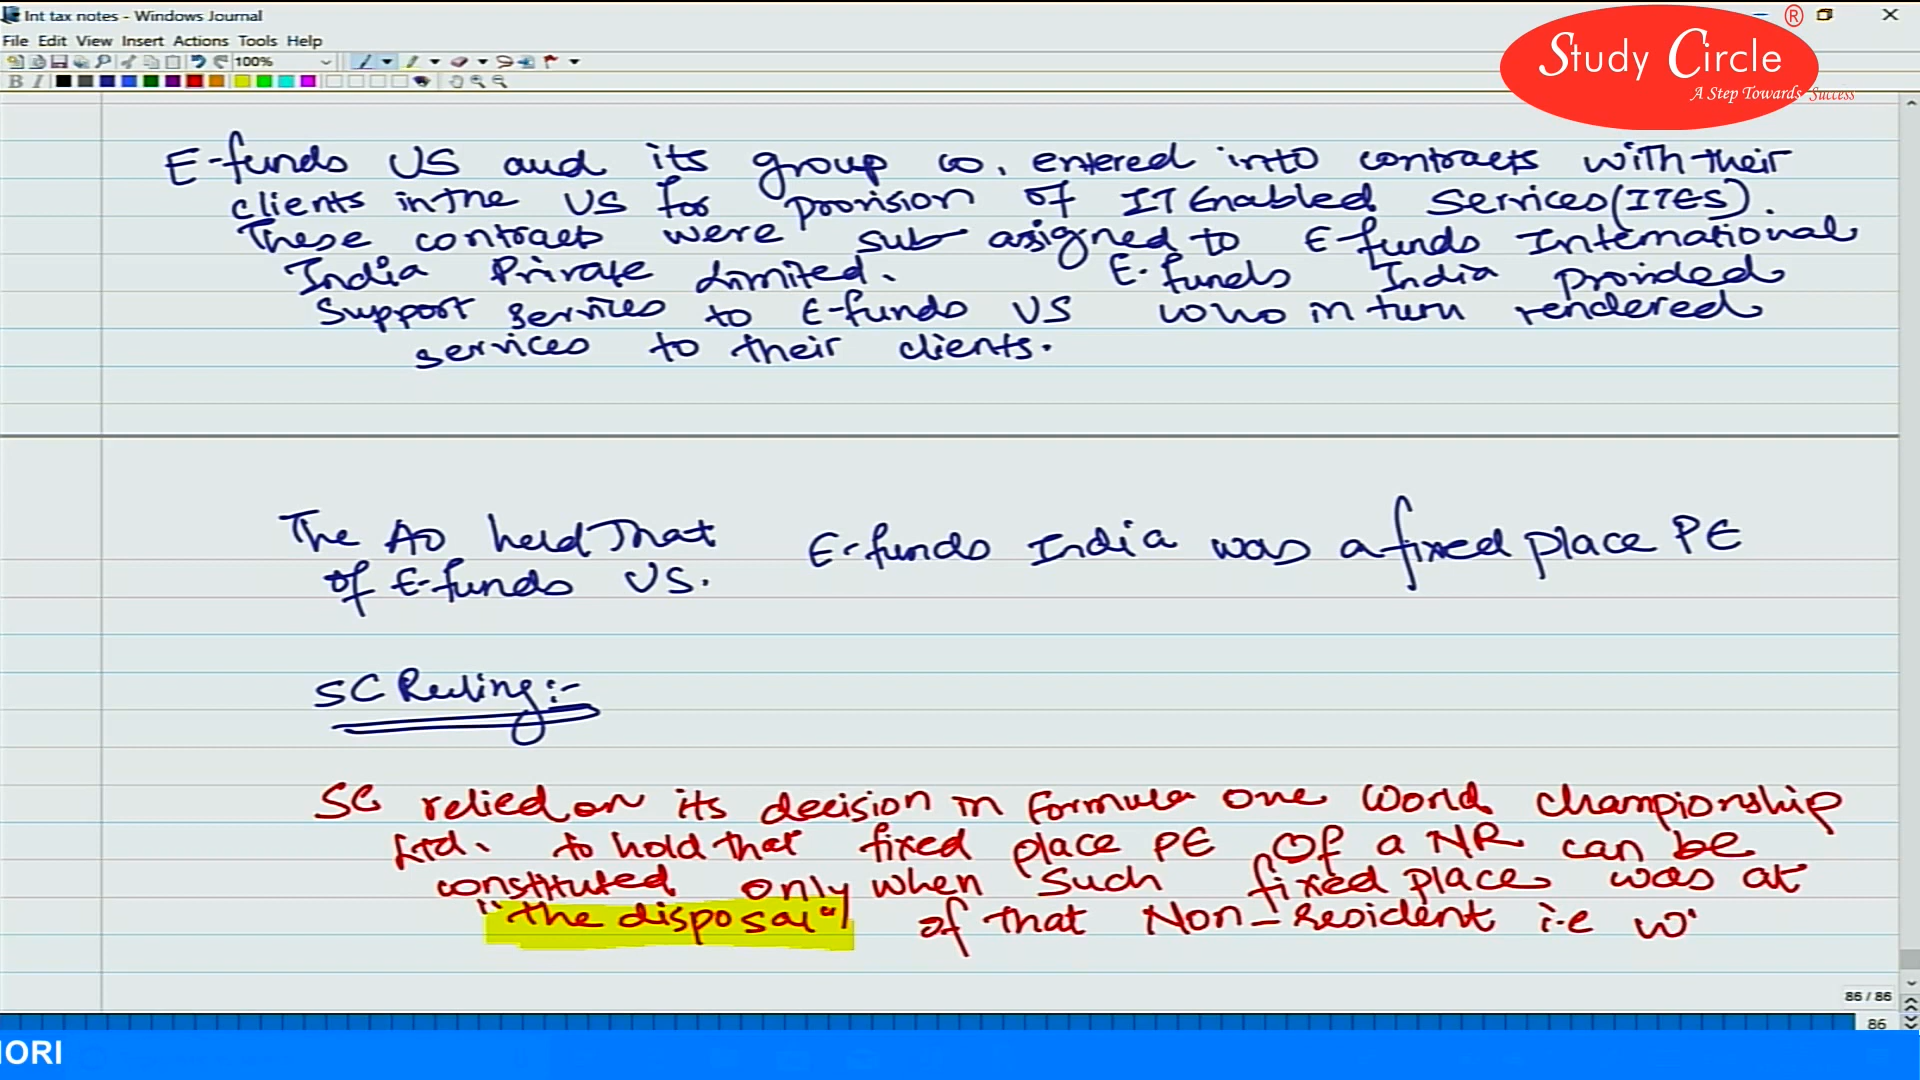 Int tax notes - Windows Journal
File Edit View Insert Actions Tools Help
100%
B I
Study Circle ®
A Step Towards Success
E-funds US and its group co. entered into contracts with their
clients in the US for provision of IT Enabled Services (ITES).
These contracts were sub-assigned to E-funds International
India Private Limited. E-funds India provided
Support services to E-funds US who in turn rendered
services to their clients.
The AO held that E-funds India was a fixed place PE
of E-funds US.
SC Ruling:-
SC relied on its decision in Formula One World Championship
Ltd. to hold that fixed place PE of a NR can be
constituted only when such fixed place was at
"the disposal" of that Non-Resident i.e w
86 / 86
86
IORI